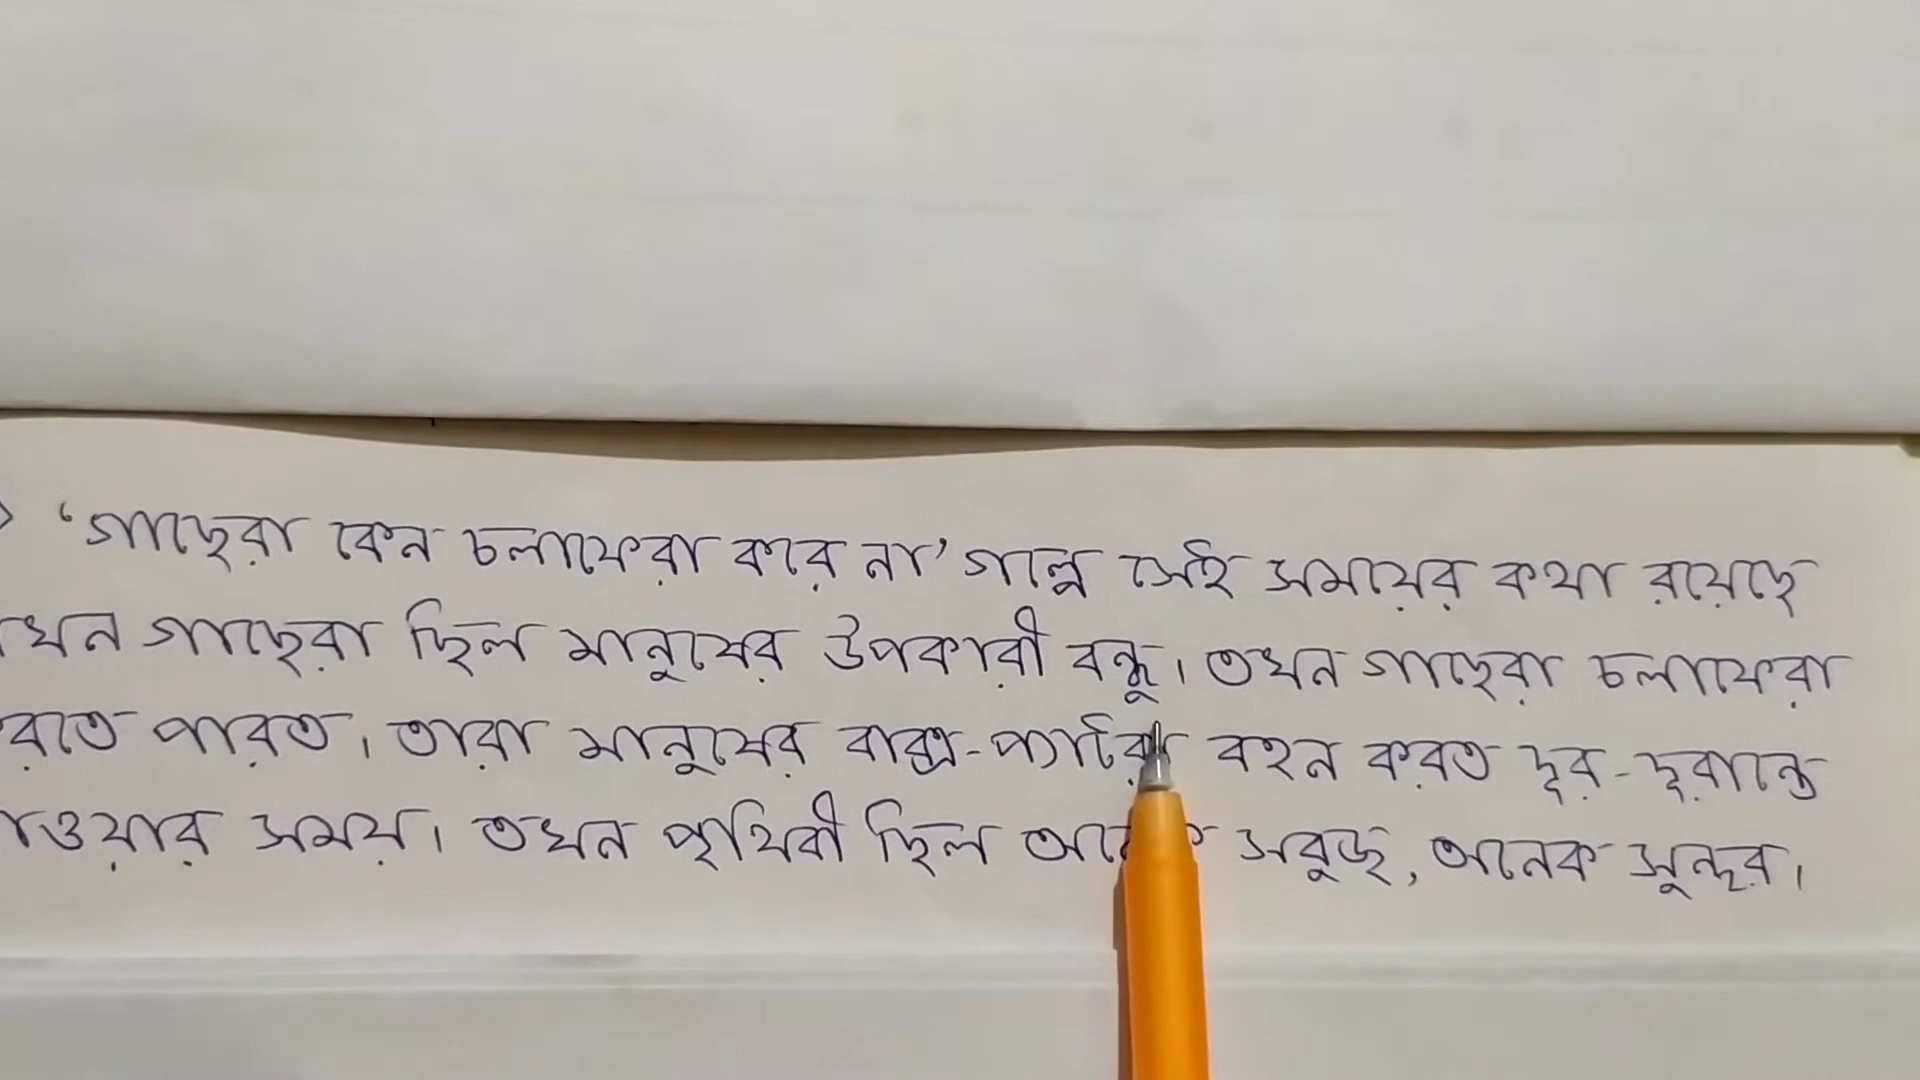 'গাছেরা কেন চলাফেরা করে না' গল্পে সেই সময়ের কথা রয়েছে
যখন গাছেরা ছিল মানুষের উপকারী বন্ধু। তখন গাছেরা চলাফেরা
করতে পারত। তারা মানুষের বাক্স-প্যাটরা বহন করত দূর-দূরান্তে
যাওয়ার সময়। তখন পৃথিবী ছিল অনেক সবুজ, অনেক সুন্দর।